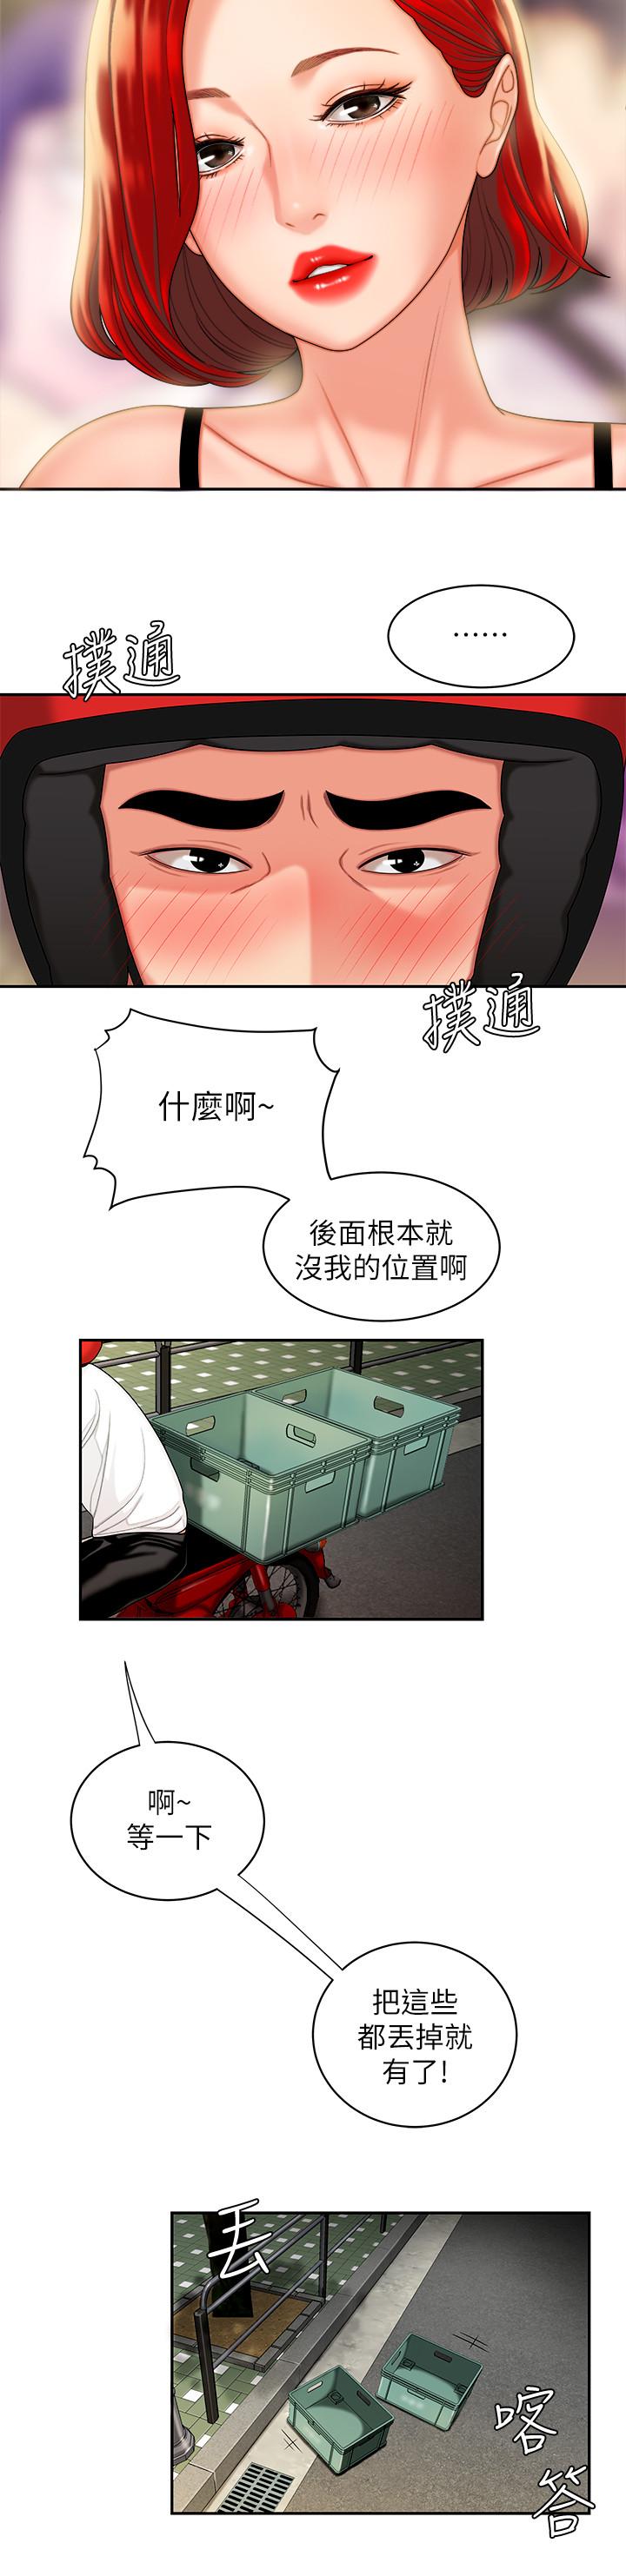 ……
撲通
撲通
什麼啊~
後面根本就
沒我的位置啊
啊~
等一下
把這些
都丟掉就
有了!
丟
喀
答